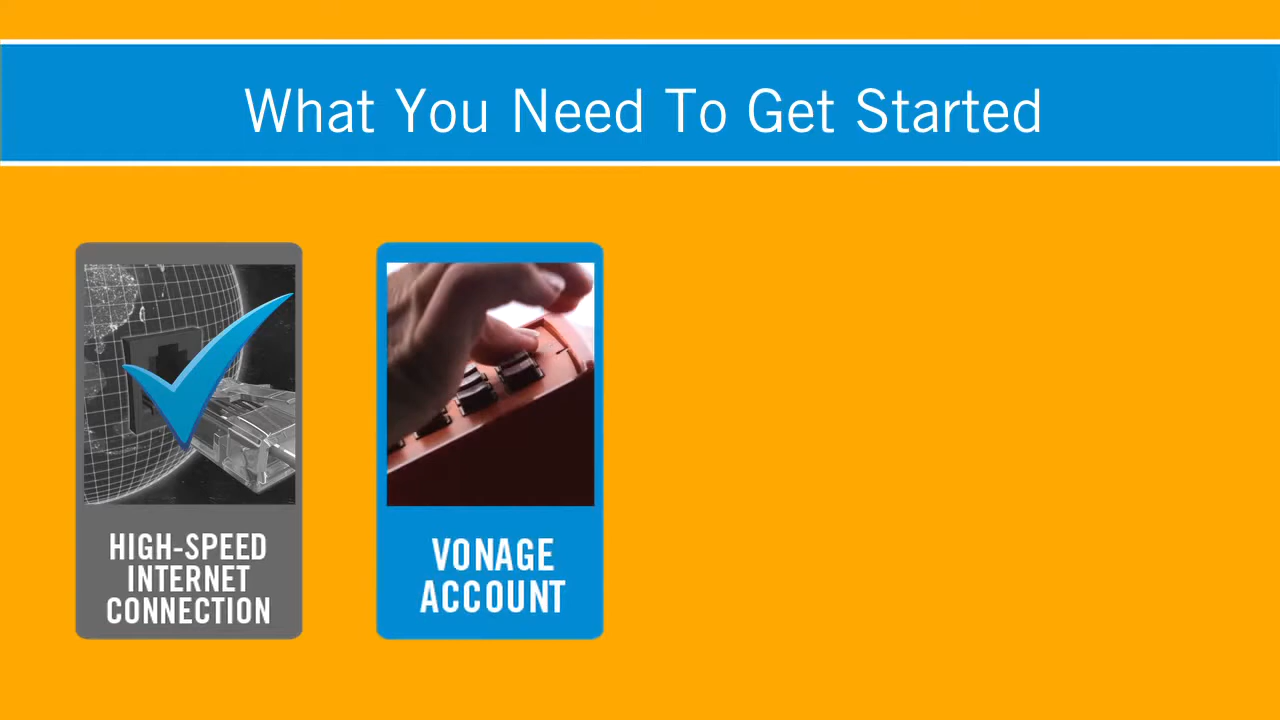 What You Need To Get Started
HIGH-SPEED
INTERNET
CONNECTION
VONAGE
ACCOUNT